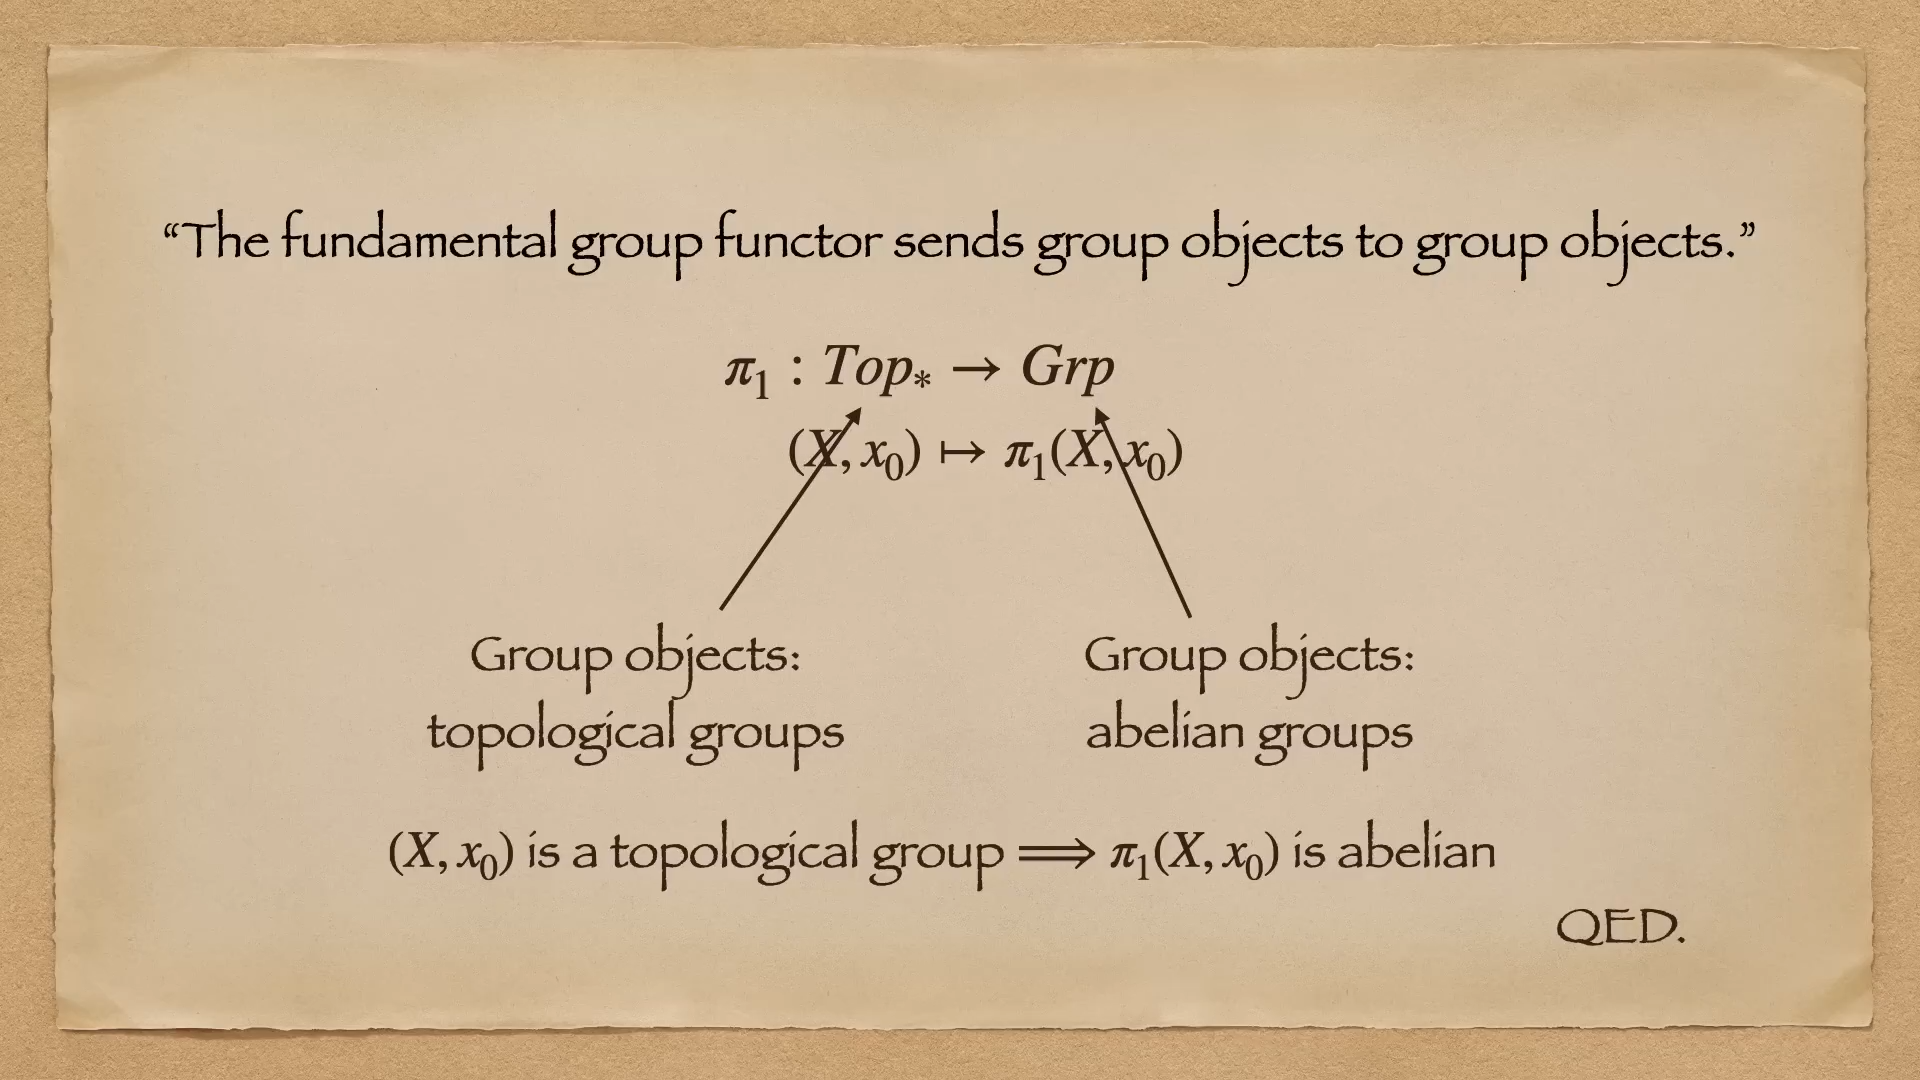 “The fundamental group functor sends group objects to group objects.”
π₁ : Top* → Grp
(X, x₀) ↦ π₁(X, x₀)
Group objects: Group objects:
topological groups abelian groups
(X, x₀) is a topological group ⟹ π₁(X, x₀) is abelian
QED.